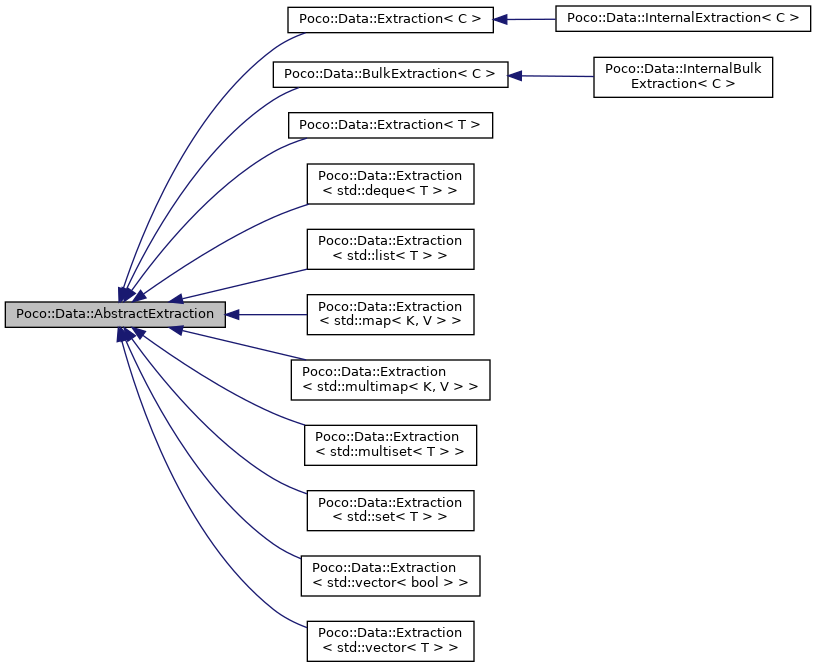 Poco::Data::Extraction< C >
Poco::Data::InternalExtraction< C >
Poco::Data::BulkExtraction< C >
Poco::Data::InternalBulk
Extraction< C >
Poco::Data::Extraction< T >
Poco::Data::Extraction
< std::deque< T > >
Poco::Data::Extraction
< std::list< T > >
Poco::Data::AbstractExtraction
Poco::Data::Extraction
< std::map< K, V > >
Poco::Data::Extraction
< std::multimap< K, V > >
Poco::Data::Extraction
< std::multiset< T > >
Poco::Data::Extraction
< std::set< T > >
Poco::Data::Extraction
< std::vector< bool > >
Poco::Data::Extraction
< std::vector< T > >